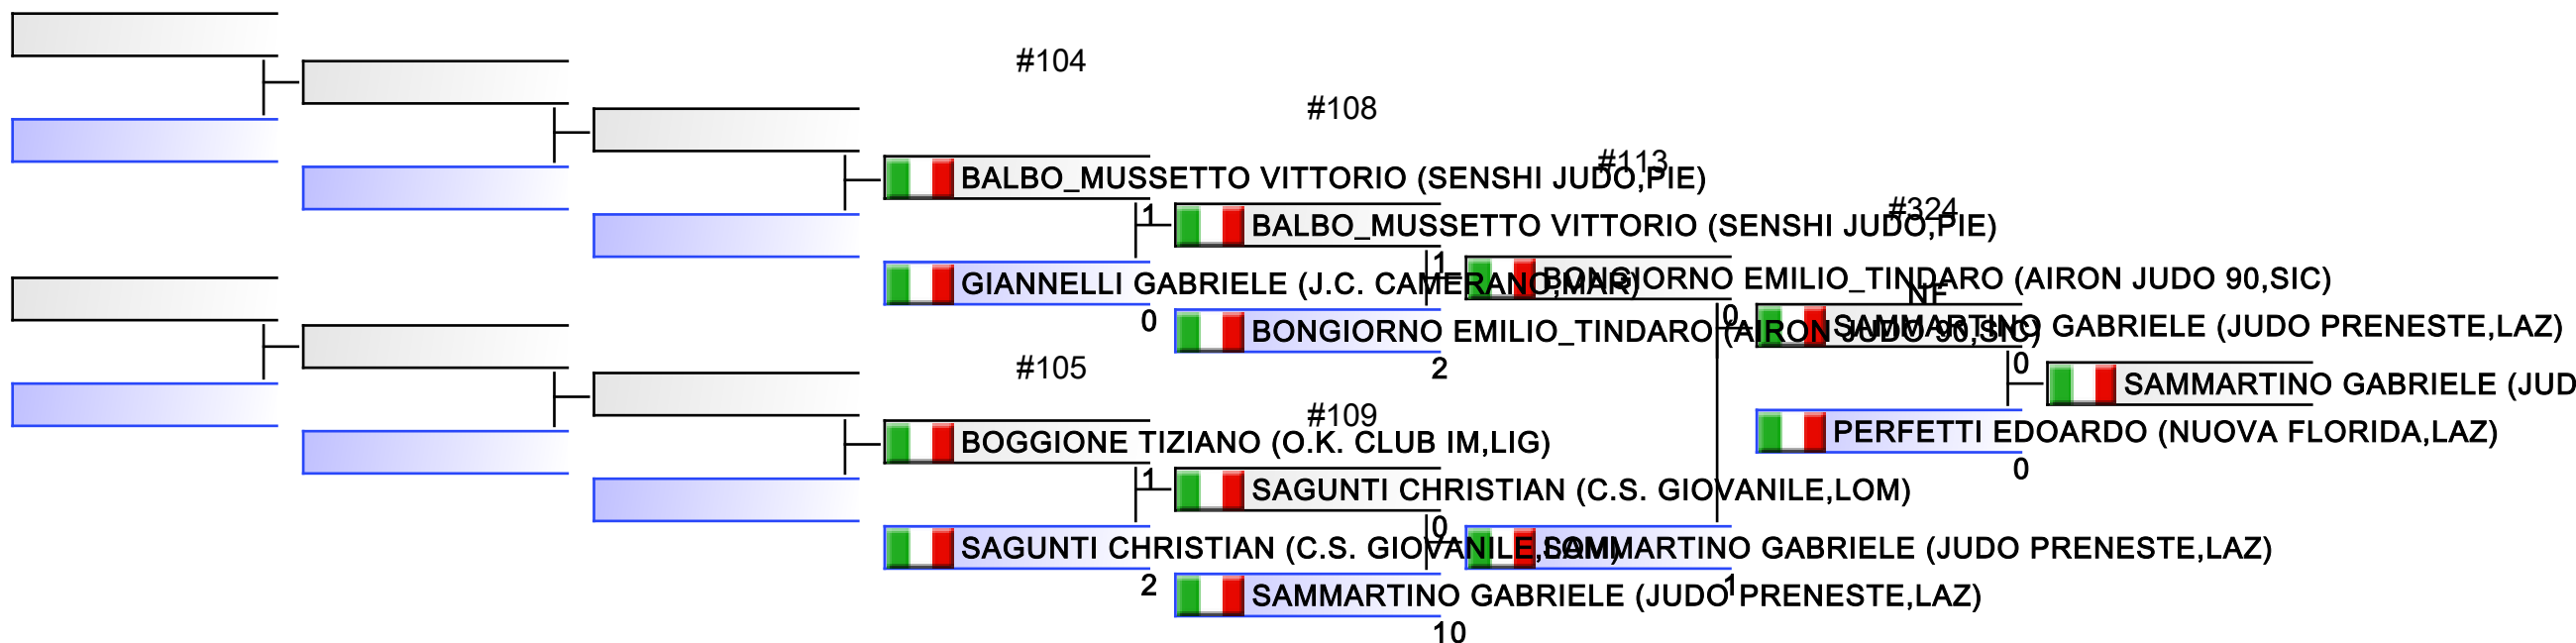 #104
#108
#113
BALBO_MUSSETTO VITTORIO (SENSHI JUDO,PIE)
#324
1
BALBO_MUSSETTO VITTORIO (SENSHI JUDO,PIE)
1
BONGIORNO EMILIO_TINDARO (AIRON JUDO 90,SIC)
GIANNELLI GABRIELE (J.C. CAMERANO,MAR)
NF
0
0
SAMMARTINO GABRIELE (JUDO PRENESTE,LAZ)
BONGIORNO EMILIO_TINDARO (AIRON JUDO 90,SIC)
2
0
#105
SAMMARTINO GABRIELE (JUD
#109
PERFETTI EDOARDO (NUOVA FLORIDA,LAZ)
BOGGIONE TIZIANO (O.K. CLUB IM,LIG)
0
1
SAGUNTI CHRISTIAN (C.S. GIOVANILE,LOM)
0
SAGUNTI CHRISTIAN (C.S. GIOVANILE,LOM)
SAMMARTINO GABRIELE (JUDO PRENESTE,LAZ)
2
1
SAMMARTINO GABRIELE (JUDO PRENESTE,LAZ)
10